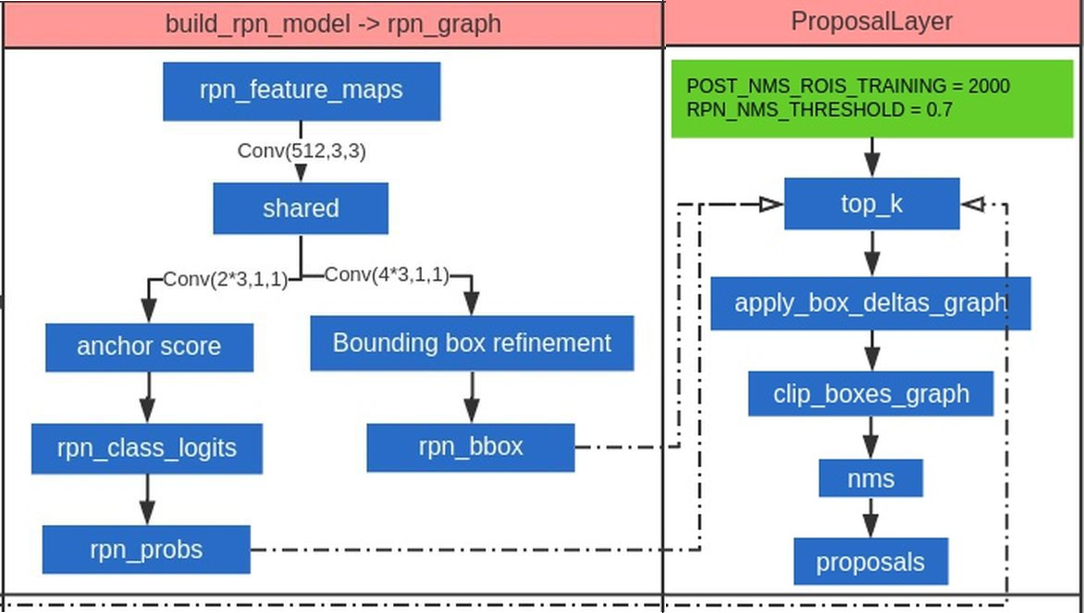 build_rpn_model -> rpn_graph
rpn_feature_maps
Conv(512,3,3)
shared
Conv(2*3,1,1)
Conv(4*3,1,1)
anchor score
Bounding box refinement
rpn_class_logits
rpn_bbox
rpn_probs
ProposalLayer
POST_NMS_ROIS_TRAINING = 2000
RPN_NMS_THRESHOLD = 0.7
top_k
apply_box_deltas_graph
clip_boxes_graph
nms
proposals